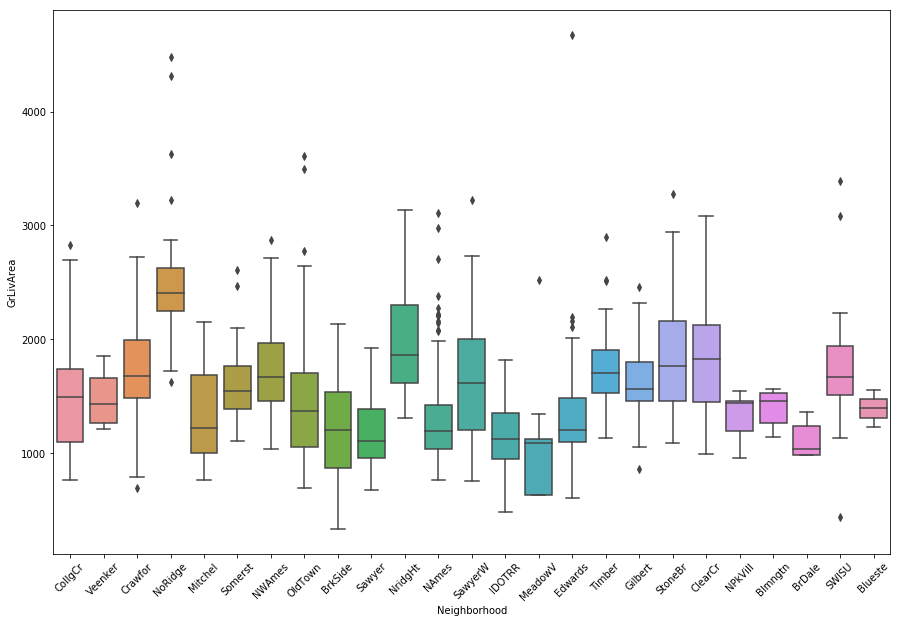 GrLivArea
4000
3000
2000
1000
CollgCr
Veenker
Crawfor
NoRidge
Mitchel
Somerst
NWAmes
OldTown
BrkSide
Sawyer
NridgHt
NAmes
SawyerW
IDOTRR
MeadowV
Edwards
Timber
Gilbert
StoneBr
ClearCr
NPkVill
Blmngtn
BrDale
SWISU
Blueste
Neighborhood